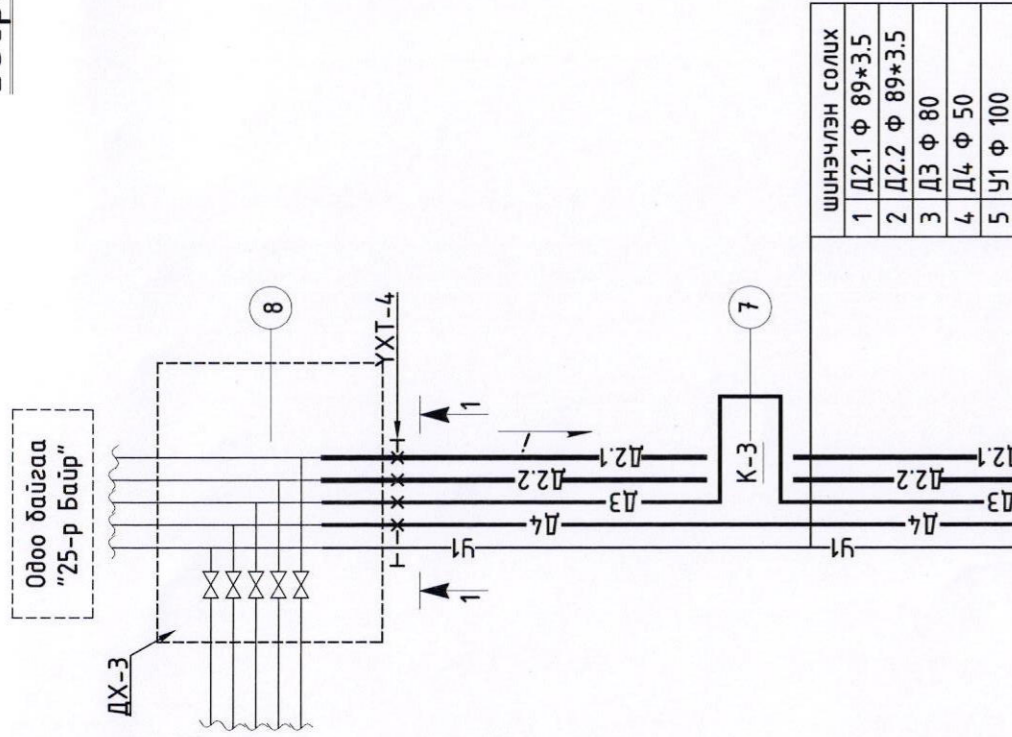 Одоо байгаа
"25-р Байр"
ДХ-3
8
УХТ-4
1
1
i
Д2.1
Д2.2
Д3
Д4
У1
К-3
7
шинэчлэн солих
1 Д2.1 Ф 89*3.5
2 Д2.2 Ф 89*3.5
3 Д3 Ф 80
4 Д4 Ф 50
5 У1 Ф 100
Д2.1
Д2.2
Д3
Д4
У1